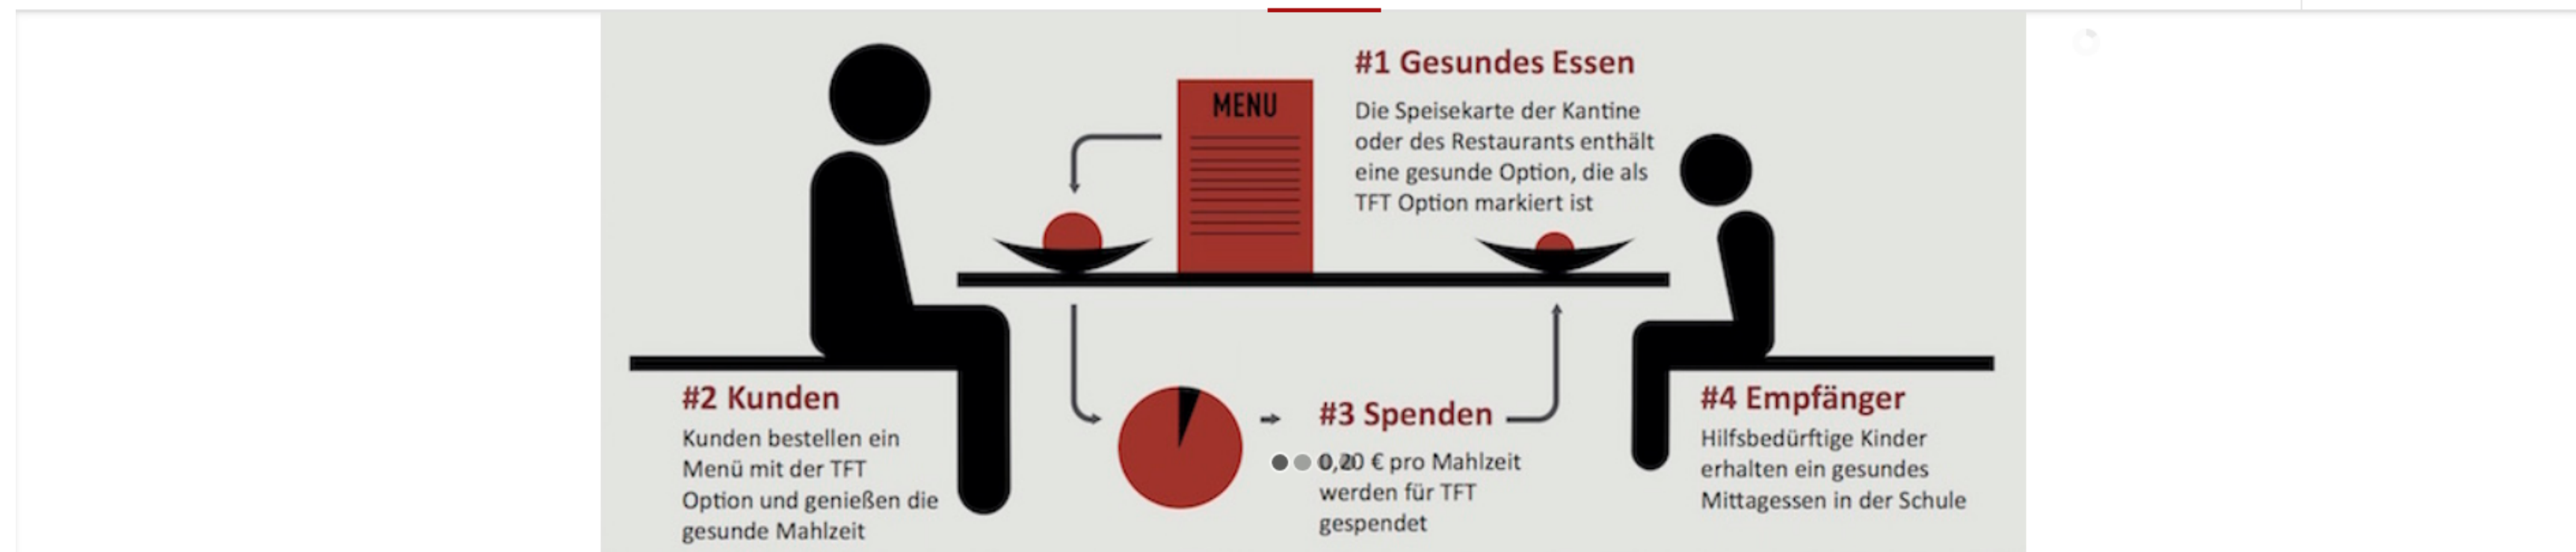 MENU
#1 Gesundes Essen
Die Speisekarte der Kantine
oder des Restaurants enthält
eine gesunde Option, die als
TFT Option markiert ist
#2 Kunden
Kunden bestellen ein
Menü mit der TFT
Option und genießen die
gesunde Mahlzeit
#3 Spenden
0,20 € pro Mahlzeit
werden für TFT
gespendet
#4 Empfänger
Hilfsbedürftige Kinder
erhalten ein gesundes
Mittagessen in der Schule